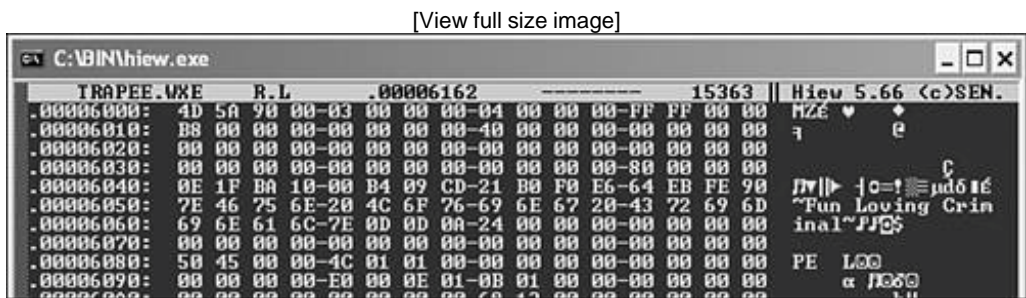 [View full size image]
C:\BIN\hiew.exe
TRAPEE.WXE R.L .00006162 -------- 15363 ║ Hiew 5.66 (c)SEN.
.00006000: 4D 5A 90 00-03 00 00 00-04 00 00 00-FF FF 00 00 MZÉ ♥ ♦
.00006010: B8 00 00 00-00 00 00 00-40 00 00 00-00 00 00 00 ╕ @
.00006020: 00 00 00 00-00 00 00 00-00 00 00 00-00 00 00 00
.00006030: 00 00 00 00-00 00 00 00-00 00 00 00-80 00 00 00 Ç
.00006040: 0E 1F BA 10-00 B4 09 CD-21 B0 F0 E6-64 EB FE 90 ♫▼║► ┤○═!░≡µdδ■É
.00006050: 7E 46 75 6E-20 4C 6F 76-69 6E 67 20-43 72 69 6D ~Fun Loving Crim
.00006060: 69 6E 61 6C-7E 0D 0D 0A-24 00 00 00-00 00 00 00 inal~♪♪◙$
.00006070: 00 00 00 00-00 00 00 00-00 00 00 00-00 00 00 00
.00006080: 50 45 00 00-4C 01 01 00-00 00 00 00-00 00 00 00 PE L☺☺
.00006090: 00 00 00 00-E0 00 0E 01-0B 01 00 00-00 00 00 00 α ♫☺♂☺